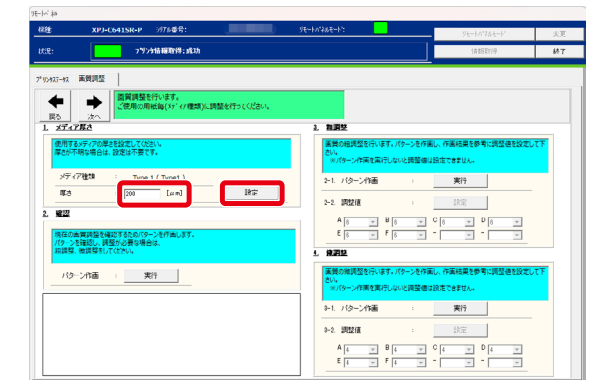 リモートパネル
機種: XPJ-C641SR-P シリアル番号: リモートパネルモード:
リモートパネルモード 変更
状況: プリンタ情報取得:成功
情報取得 終了
プリンタステータス 画質調整
戻る 次へ
画質調整を行います。
ご使用の用紙毎(メディア種類)に調整を行ってください。
1. メディア厚さ
使用するメディアの厚さを設定してください。
厚さが不明な場合は、設定は不要です。
メディア種類 : Type 1 ( Type1 )
厚さ 200 [μm] 設定
2. 確認
現在の画質調整を確認するためパターンを作画します。
パターンを確認し、調整が必要な場合は、
粗調整、微調整をしてください。
パターン作画 : 実行
3. 粗調整
画質の粗調整を行います。パターンを作画し、作画結果を参考に調整値を設定して下さい。
※パターン作画を実行しないと調整値は設定できません。
2-1. パターン作画 : 実行
2-2. 調整値 : 設定
A 6 B 6 C 6 D 6
E 6 F 6 - - - -
4. 微調整
画質の微調整を行います。パターンを作画し、作画結果を参考に調整値を設定して下さい。
※パターン作画を実行しないと調整値は設定できません。
3-1. パターン作画 : 実行
3-2. 調整値 : 設定
A 4 B 4 C 4 D 4
E 4 F 4 - - - -